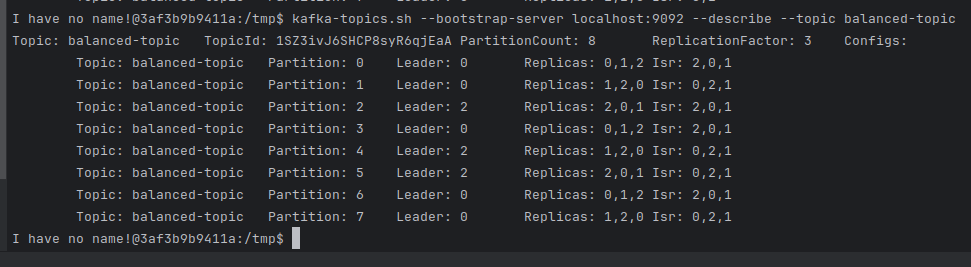 I have no name!@3af3b9b9411a:/tmp$ kafka-topics.sh --bootstrap-server localhost:9092 --describe --topic balanced-topic
Topic: balanced-topic TopicId: 1SZ3ivJ6SHCP8syR6qjEaA PartitionCount: 8 ReplicationFactor: 3 Configs:
Topic: balanced-topic Partition: 0 Leader: 0 Replicas: 0,1,2 Isr: 2,0,1
Topic: balanced-topic Partition: 1 Leader: 0 Replicas: 1,2,0 Isr: 0,2,1
Topic: balanced-topic Partition: 2 Leader: 2 Replicas: 2,0,1 Isr: 2,0,1
Topic: balanced-topic Partition: 3 Leader: 0 Replicas: 0,1,2 Isr: 2,0,1
Topic: balanced-topic Partition: 4 Leader: 2 Replicas: 1,2,0 Isr: 2,0,1
Topic: balanced-topic Partition: 5 Leader: 2 Replicas: 2,0,1 Isr: 0,2,1
Topic: balanced-topic Partition: 6 Leader: 0 Replicas: 0,1,2 Isr: 2,0,1
Topic: balanced-topic Partition: 7 Leader: 0 Replicas: 1,2,0 Isr: 0,2,1
I have no name!@3af3b9b9411a:/tmp$